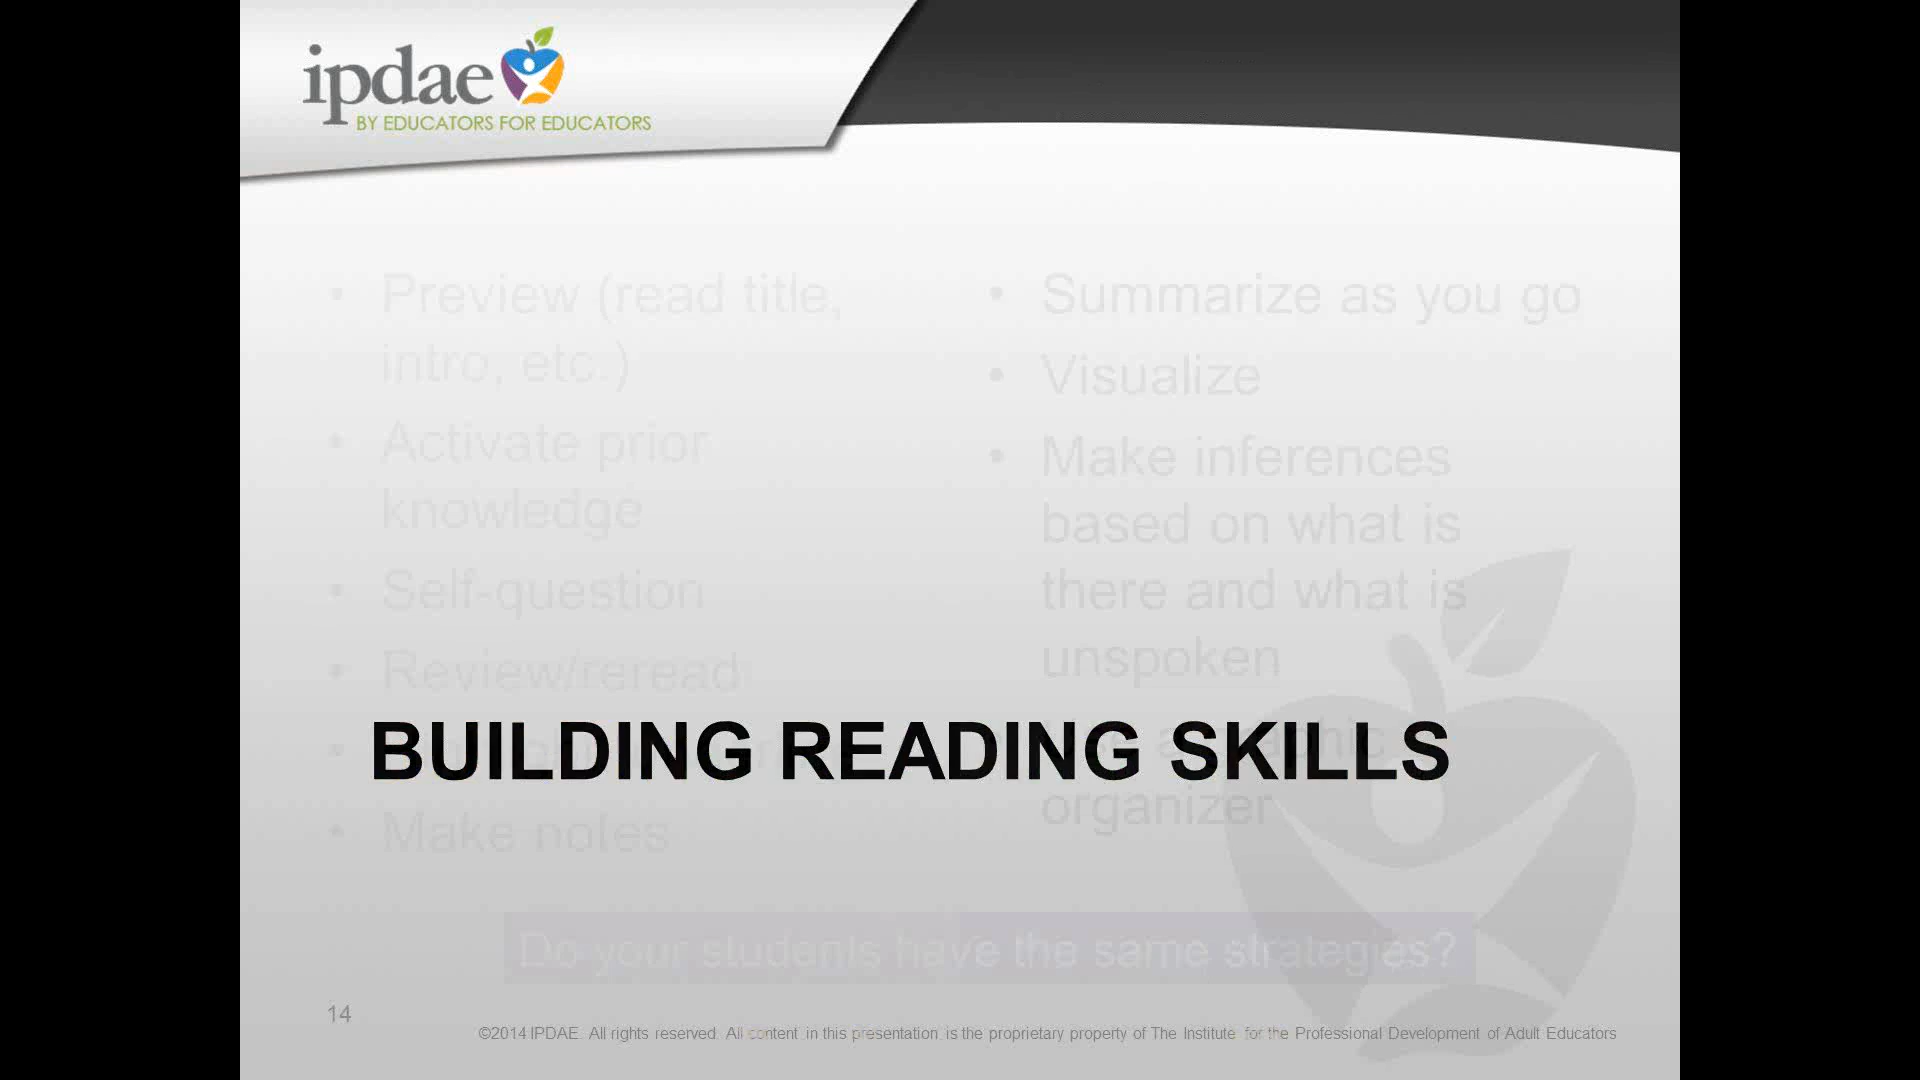 ipdae
BY EDUCATORS FOR EDUCATORS
• Preview (read title,
intro, etc.)
• Activate prior
knowledge
• Self-question
• Review/reread
•
• Make notes
• Summarize as you go
• Visualize
• Make inferences
based on what is
there and what is
unspoken
organizer
BUILDING READING SKILLS
Do your students have the same strategies?
14
©2014 IPDAE. All rights reserved. All content in this presentation is the proprietary property of The Institute for the Professional Development of Adult Educators